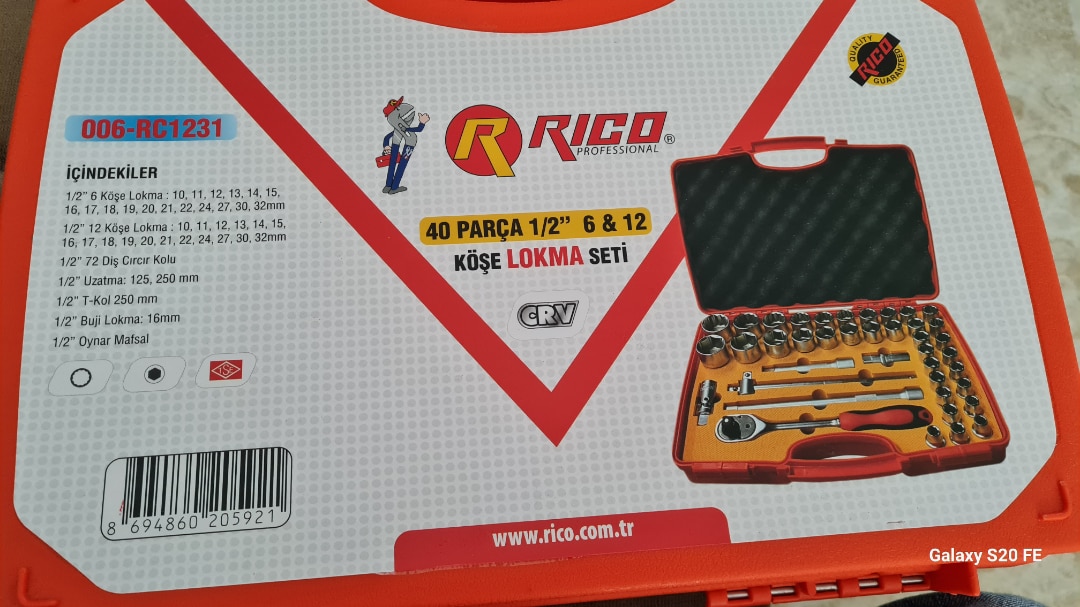 QUALITY
RICO
GUARANTEED
006-RC1231
R RICO®
PROFESSIONAL
İÇİNDEKİLER
1/2” 6 Köşe Lokma : 10, 11, 12, 13, 14, 15,
16, 17, 18, 19, 20, 21, 22, 24, 27, 30, 32mm
1/2” 12 Köşe Lokma : 10, 11, 12, 13, 14, 15,
16, 17, 18, 19, 20, 21, 22, 24, 27, 30, 32mm
1/2” 72 Diş Cırcır Kolu
1/2” Uzatma: 125, 250 mm
1/2” T-Kol 250 mm
1/2” Buji Lokma: 16mm
1/2” Oynar Mafsal
TSE
40 PARÇA 1/2” 6 & 12
KÖŞE LOKMA SETİ
CRV
8 694860 205921
www.rico.com.tr
Galaxy S20 FE